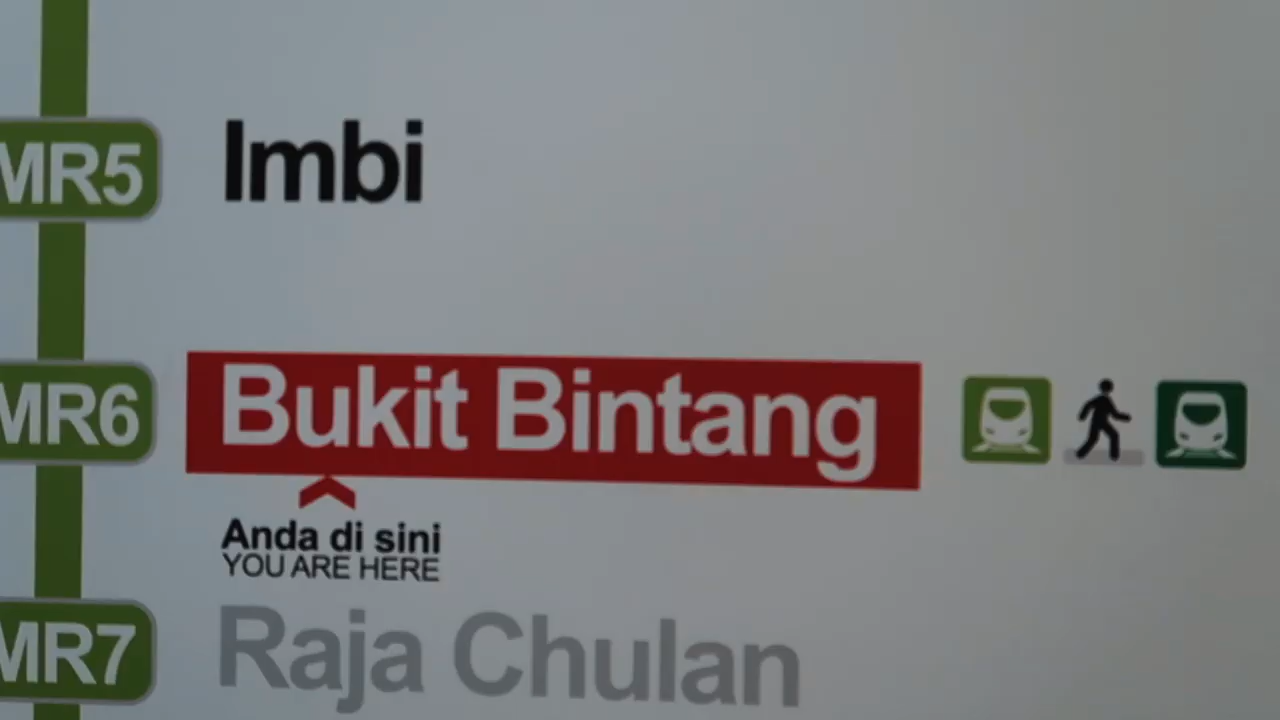 MR5
Imbi
MR6
Bukit Bintang
Anda di sini
YOU ARE HERE
MR7
Raja Chulan